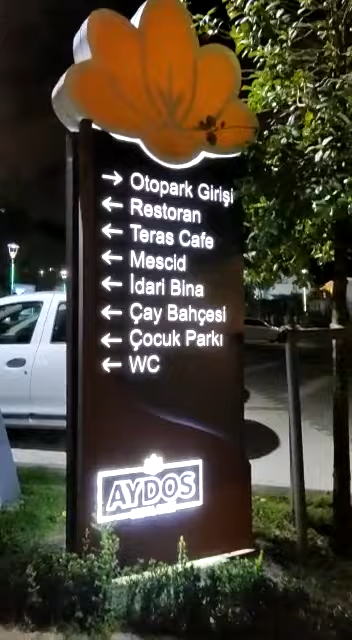 → Otopark Girişi
← Restoran
← Teras Cafe
← Mescid
← İdari Bina
← Çay Bahçesi
← Çocuk Parkı
← WC
AYDOS